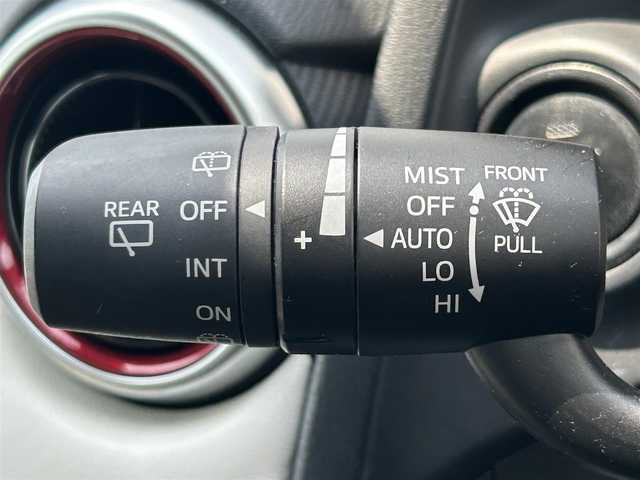 REAR
OFF
INT
ON
+
MIST
OFF
AUTO
LO
HI
FRONT
PULL